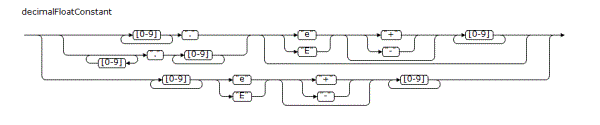 decimalFloatConstant
[0-9] "." "e" "+" [0-9]
"." [0-9] "E" "-"
[0-9]
[0-9] "e" "+" [0-9]
"E" "-"